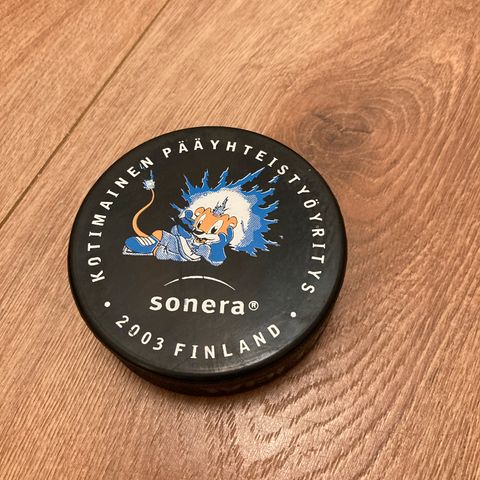 • KOTIMAINEN PÄÄYHTEISTYÖYRITYS •
sonera®
2003 FINLAND